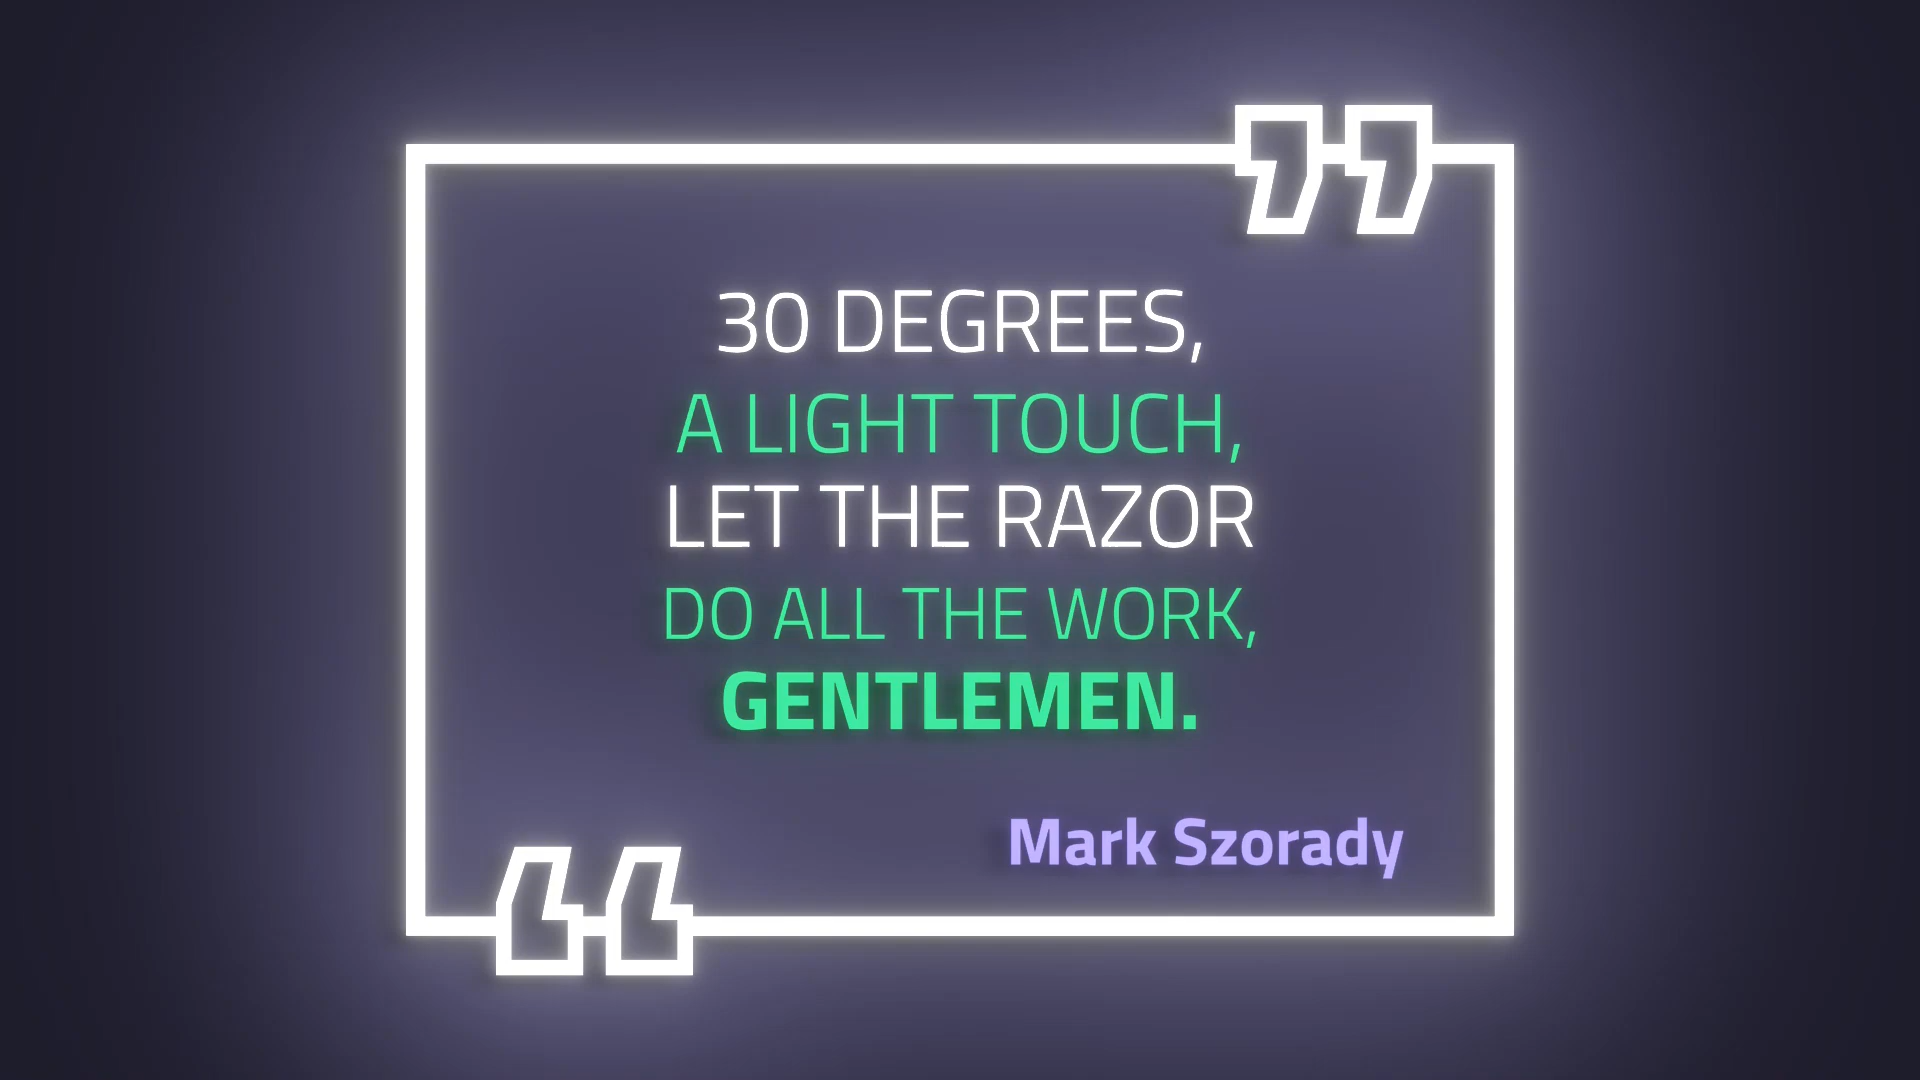 30 DEGREES,
A LIGHT TOUCH,
LET THE RAZOR
DO ALL THE WORK,
GENTLEMEN.
Mark Szorady